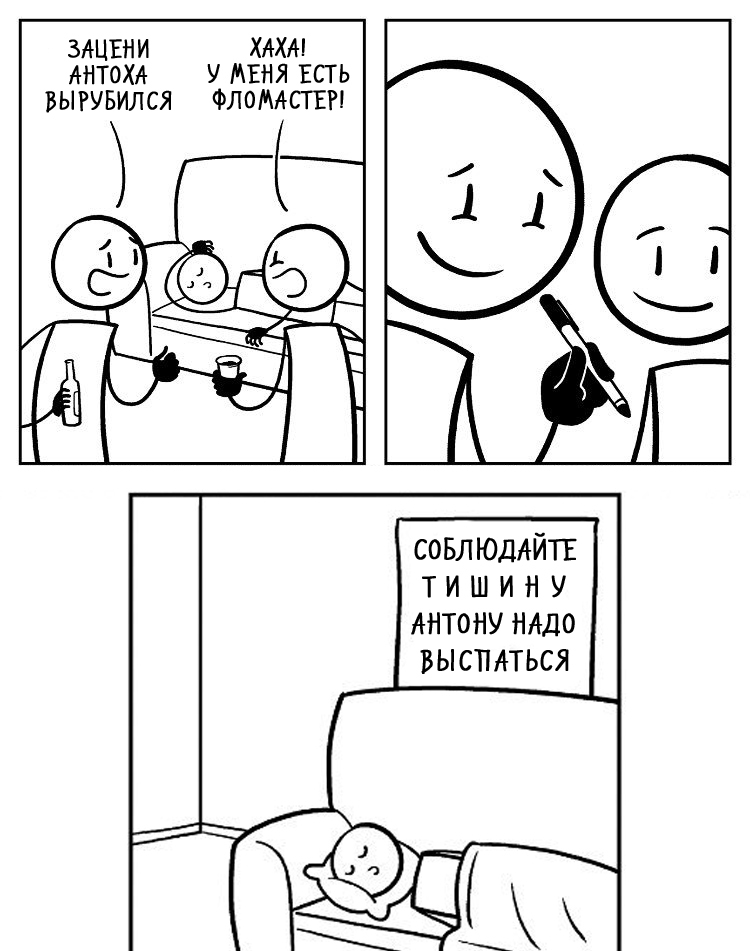 ЗАЦЕНИ
АНТОХА
ВЫРУБИЛСЯ
ХАХА!
У МЕНЯ ЕСТЬ
ФЛОМАСТЕР!
СОБЛЮДАЙТЕ
ТИШИНУ
АНТОНУ НАДО
ВЫСПАТЬСЯ